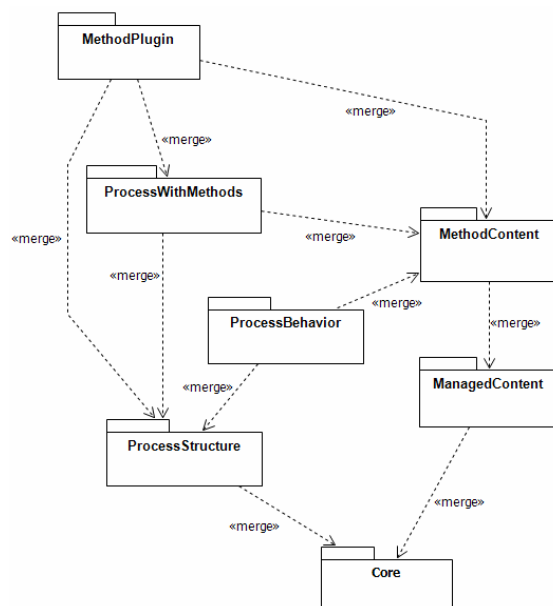 MethodPlugin
«merge»
«merge»
ProcessWithMethods
«merge»
«merge»
MethodContent
«merge»
«merge»
ProcessBehavior
«merge»
«merge»
ManagedContent
ProcessStructure
«merge»
«merge»
Core